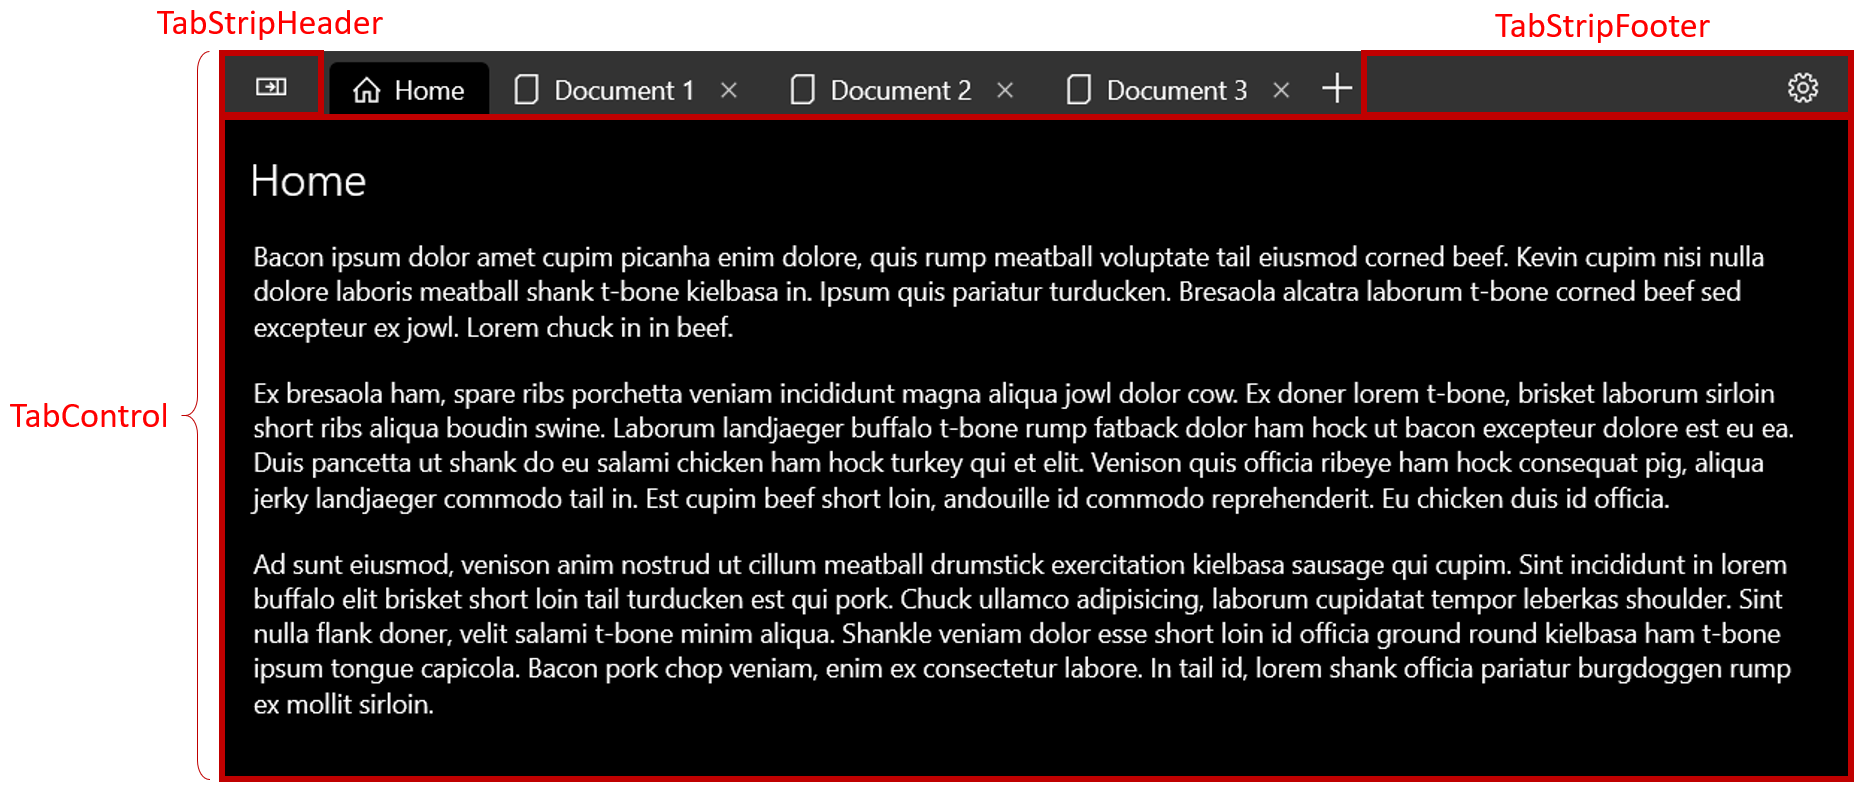 TabStripHeader
TabStripFooter
Home
Document 1
Document 2
Document 3
TabControl
Home
Bacon ipsum dolor amet cupim picanha enim dolore, quis rump meatball voluptate tail eiusmod corned beef. Kevin cupim nisi nulla
dolore laboris meatball shank t-bone kielbasa in. Ipsum quis pariatur turducken. Bresaola alcatra laborum t-bone corned beef sed
excepteur ex jowl. Lorem chuck in in beef.
Ex bresaola ham, spare ribs porchetta veniam incididunt magna aliqua jowl dolor cow. Ex doner lorem t-bone, brisket laborum sirloin
short ribs aliqua boudin swine. Laborum landjaeger buffalo t-bone rump fatback dolor ham hock ut bacon excepteur dolore est eu ea.
Duis pancetta ut shank do eu salami chicken ham hock turkey qui et elit. Venison quis officia ribeye ham hock consequat pig, aliqua
jerky landjaeger commodo tail in. Est cupim beef short loin, andouille id commodo reprehenderit. Eu chicken duis id officia.
Ad sunt eiusmod, venison anim nostrud ut cillum meatball drumstick exercitation kielbasa sausage qui cupim. Sint incididunt in lorem
buffalo elit brisket short loin tail turducken est qui pork. Chuck ullamco adipisicing, laborum cupidatat tempor leberkas shoulder. Sint
nulla flank doner, velit salami t-bone minim aliqua. Shankle veniam dolor esse short loin id officia ground round kielbasa ham t-bone
ipsum tongue capicola. Bacon pork chop veniam, enim ex consectetur labore. In tail id, lorem shank officia pariatur burgdoggen rump
ex mollit sirloin.